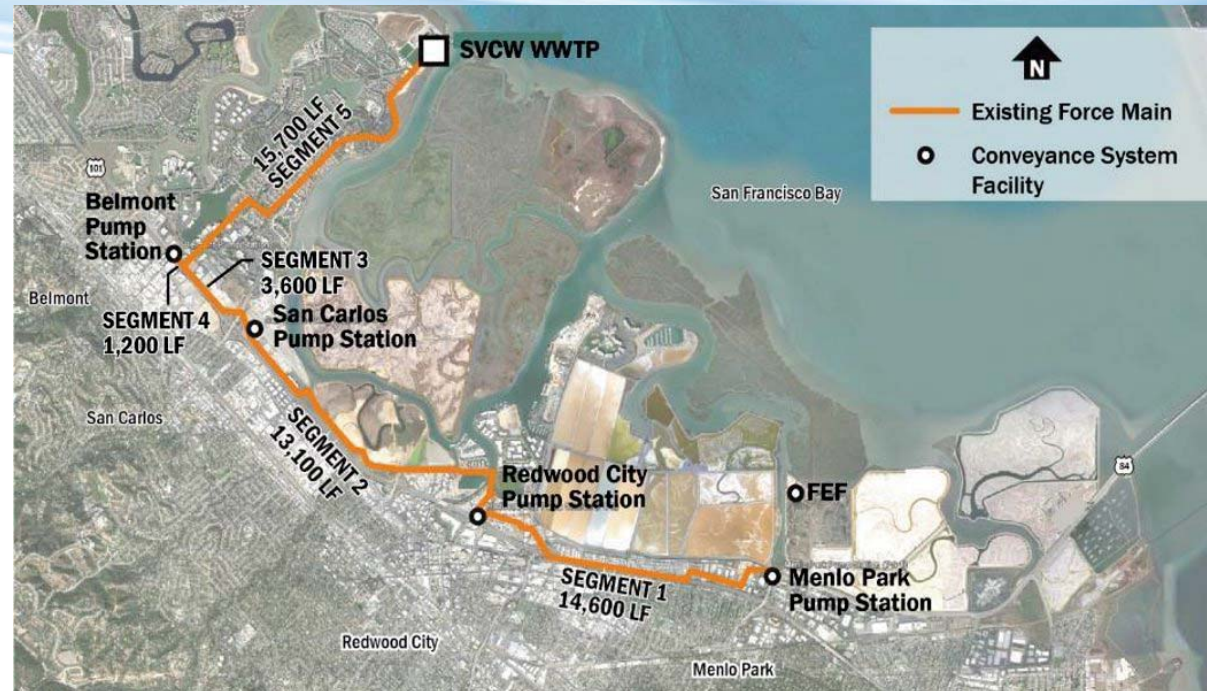 SVCW WWTP
N
Existing Force Main
Conveyance System
Facility
15,700 LF
SEGMENT 5
San Francisco Bay
101
Belmont
Pump
Station
SEGMENT 3
3,600 LF
Belmont
SEGMENT 4
1,200 LF
San Carlos
Pump Station
San Carlos
SEGMENT 2
13,100 LF
Redwood City
Pump Station
84
FEF
SEGMENT 1
14,600 LF
Menlo Park
Pump Station
Redwood City
Menlo Park